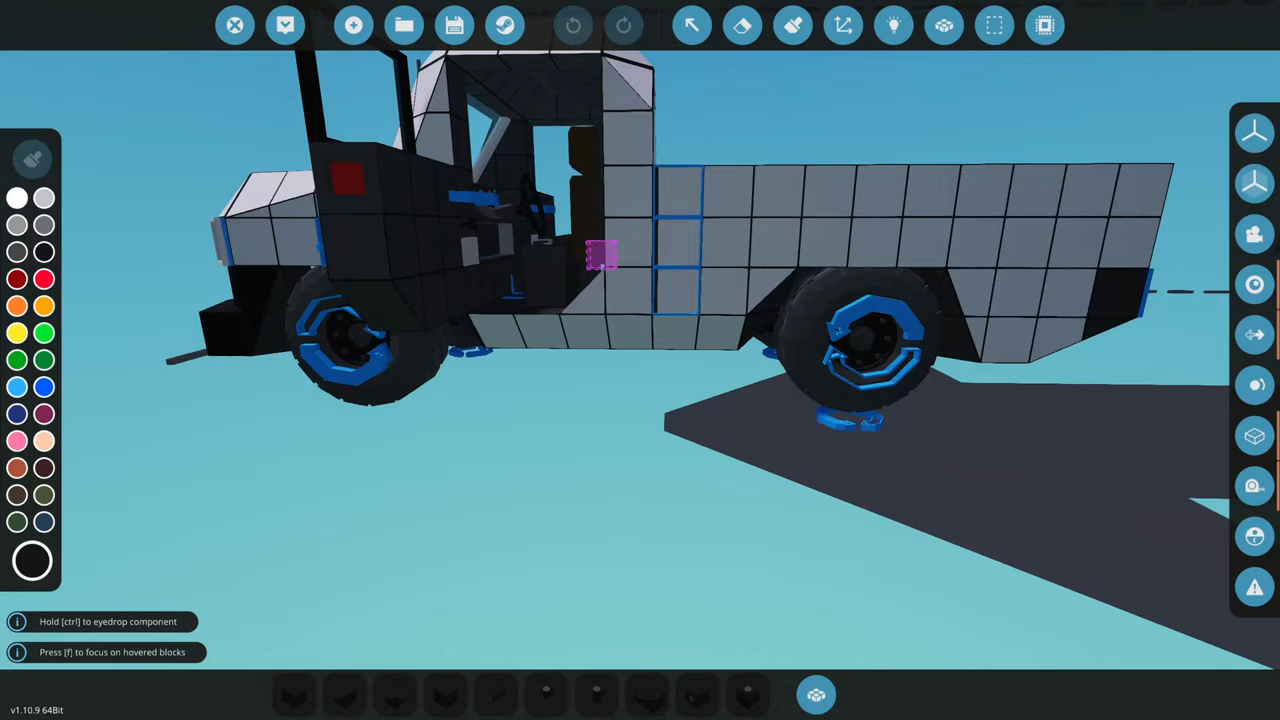 Hold [ctrl] to eyedrop component
Press [f] to focus on hovered blocks
v1.10.9 64Bit